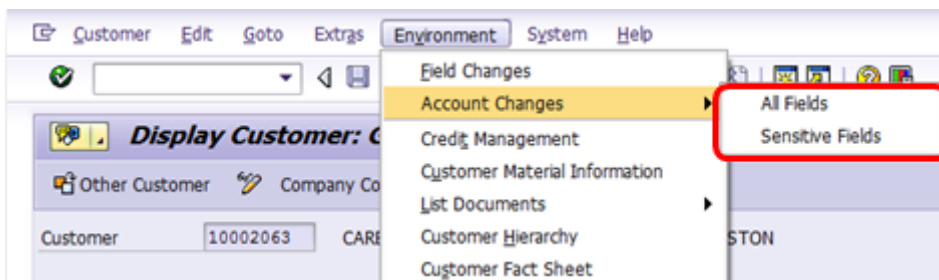 Customer Edit Goto Extras Environment System Help
Field Changes
Account Changes
All Fields
Sensitive Fields
Display Customer:
Credit Management
Other Customer
Company Co
Customer Material Information
List Documents
Customer 10002063 CARE
Customer Hierarchy
STON
Customer Fact Sheet